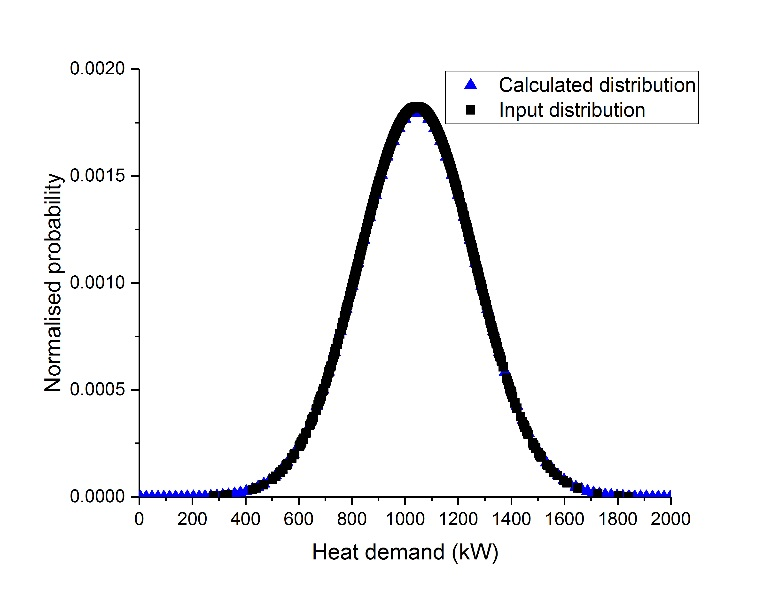 0.0020
Calculated distribution
Input distribution
0.0015
Normalised probability
0.0010
0.0005
0.0000
0 200 400 600 800 1000 1200 1400 1600 1800 2000
Heat demand (kW)